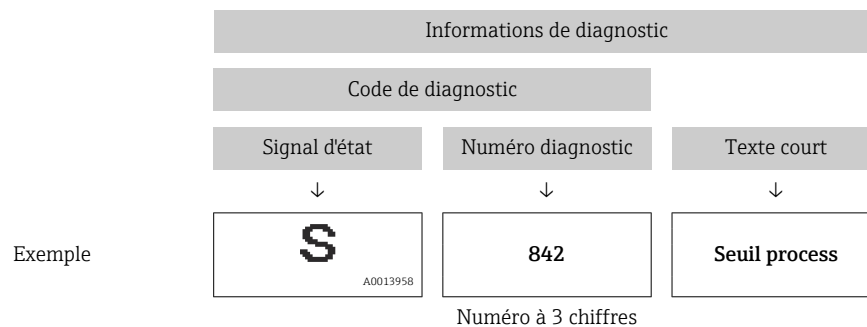 Informations de diagnostic
Code de diagnostic
Signal d'état Numéro diagnostic Texte court
↓ ↓ ↓
Exemple S 842 Seuil process
A0013958
Numéro à 3 chiffres